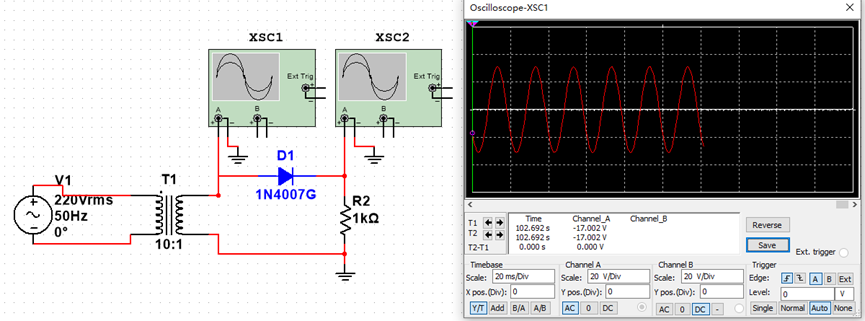 XSC1
XSC2
Ext Trig
+
A
B
+
Ext Trig
+
A
B
+
D1
1N4007G
V1
220Vrms
50Hz
0°
T1
10:1
R2
1kΩ
Oscilloscope-XSC1
T1
T2
T2-T1
Time Channel_A Channel_B
102.692 s -17.002 V
102.692 s -17.002 V
0.000 s 0.000 V
Reverse
Save
Ext. trigger
Timebase
Scale: 20 ms/Div
X pos.(Div): 0
Y/T Add B/A A/B
Channel A
Scale: 20 V/Div
Y pos.(Div): 0
AC 0 DC
Channel B
Scale: 20 V/Div
Y pos.(Div): 0
AC 0 DC -
Trigger
Edge: A B Ext
Level: 0 V
Single Normal Auto None